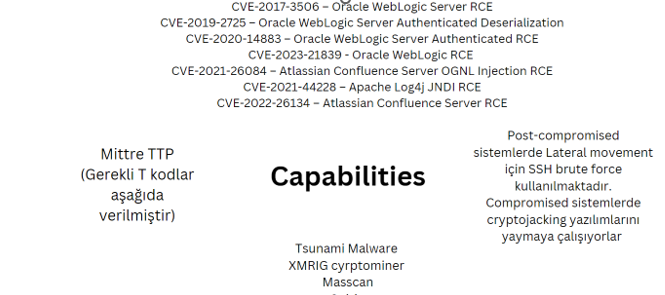 CVE-2017-3506 – Oracle WebLogic Server RCE
CVE-2019-2725 – Oracle WebLogic Server Authenticated Deserialization
CVE-2020-14883 – Oracle WebLogic Server Authenticated RCE
CVE-2023-21839 - Oracle WebLogic RCE
CVE-2021-26084 – Atlassian Confluence Server OGNL Injection RCE
CVE-2021-44228 – Apache Log4j JNDI RCE
CVE-2022-26134 – Atlassian Confluence Server RCE
Mittre TTP
(Gerekli T kodlar
aşağıda
verilmiştir)
Capabilities
Post-compromised
sistemlerde Lateral movement
için SSH brute force
kullanılmaktadır.
Compromised sistemlerde
cryptojacking yazılımlarını
yaymaya çalışıyorlar
Tsunami Malware
XMRIG cyrptominer
Masscan